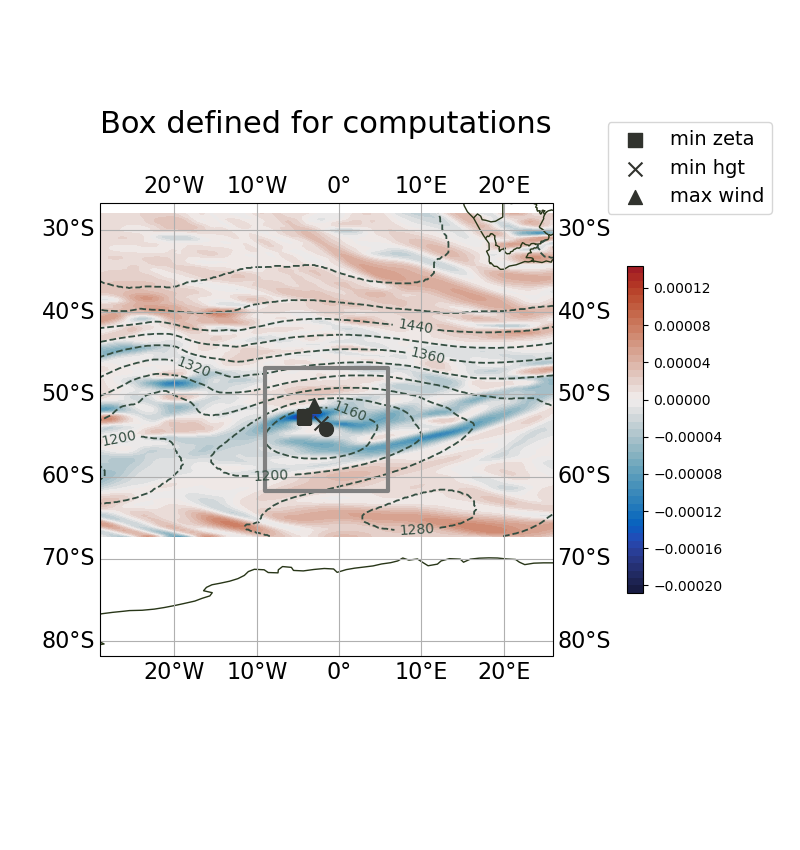 Box defined for computations
min zeta
min hgt
max wind
20°W 10°W 0° 10°E 20°E
30°S 30°S
40°S 40°S
50°S 50°S
60°S 60°S
70°S 70°S
80°S 80°S
20°W 10°W 0° 10°E 20°E
1440
1360
1320
1160
1200
1200
1280
0.00012
0.00008
0.00004
0.00000
−0.00004
−0.00008
−0.00012
−0.00016
−0.00020